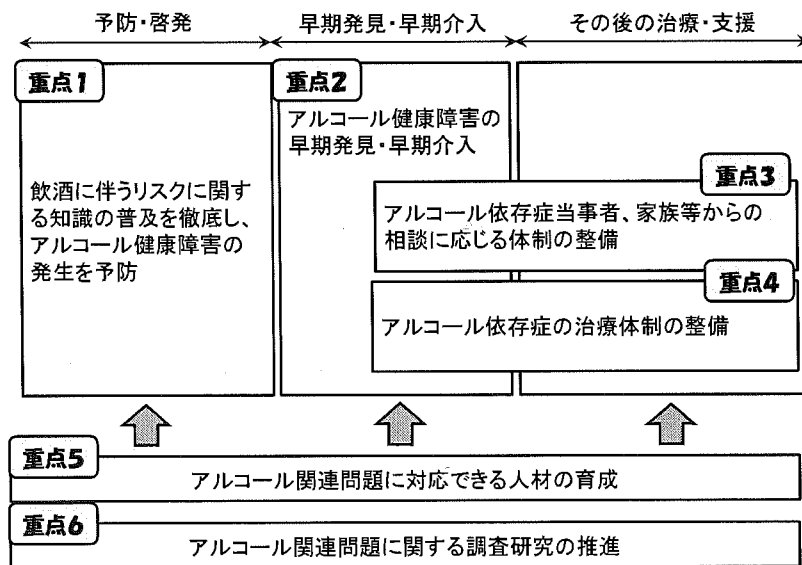 予防・啓発
早期発見・早期介入
その後の治療・支援
重点1
飲酒に伴うリスクに関す
る知識の普及を徹底し、
アルコール健康障害の
発生を予防
重点2
アルコール健康障害の
早期発見・早期介入
重点3
アルコール依存症当事者、家族等からの
相談に応じる体制の整備
重点4
アルコール依存症の治療体制の整備
重点5
アルコール関連問題に対応できる人材の育成
重点6
アルコール関連問題に関する調査研究の推進